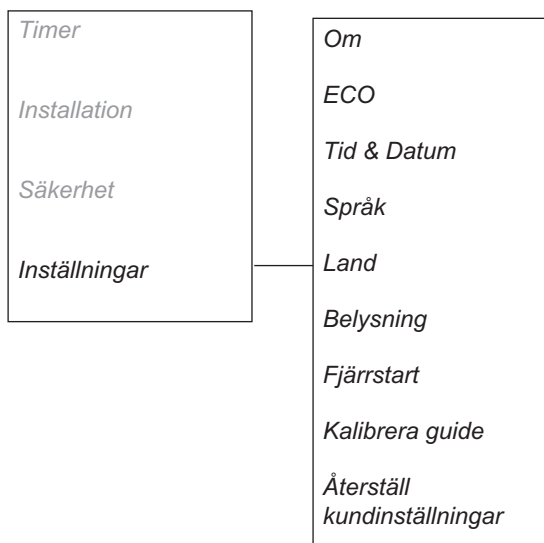 Timer
Installation
Säkerhet
Inställningar
Om
ECO
Tid & Datum
Språk
Land
Belysning
Fjärrstart
Kalibrera guide
Återställ
kundinställningar